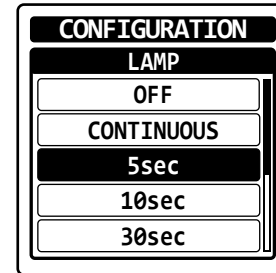 CONFIGURATION
LAMP
OFF
CONTINUOUS
5sec
10sec
30sec